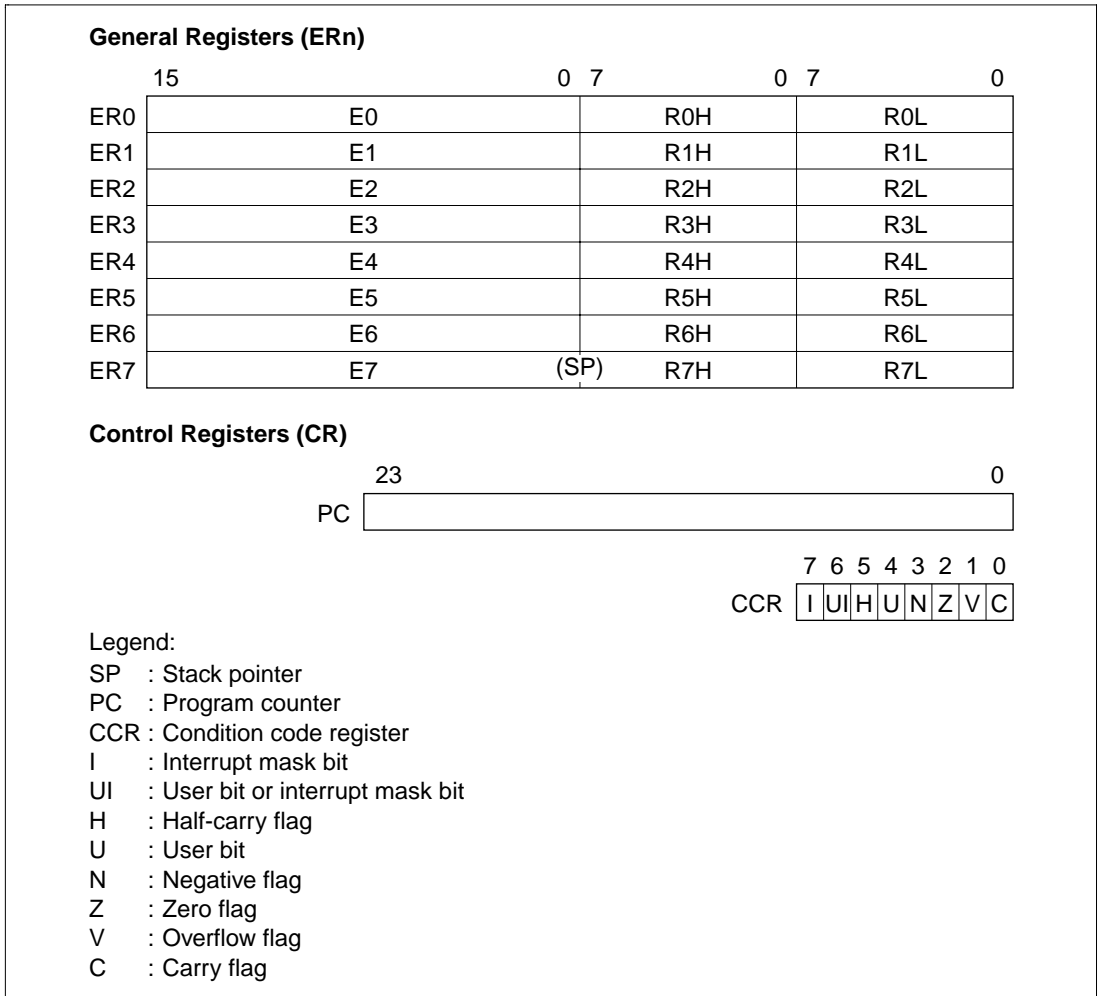 General Registers (ERn)
15 0 7 0 7 0
ER0 E0 R0H R0L
ER1 E1 R1H R1L
ER2 E2 R2H R2L
ER3 E3 R3H R3L
ER4 E4 R4H R4L
ER5 E5 R5H R5L
ER6 E6 R6H R6L
ER7 E7 (SP) R7H R7L
Control Registers (CR)
23 0
PC
7 6 5 4 3 2 1 0
CCR I UI H U N Z V C
Legend:
SP : Stack pointer
PC : Program counter
CCR : Condition code register
I : Interrupt mask bit
UI : User bit or interrupt mask bit
H : Half-carry flag
U : User bit
N : Negative flag
Z : Zero flag
V : Overflow flag
C : Carry flag